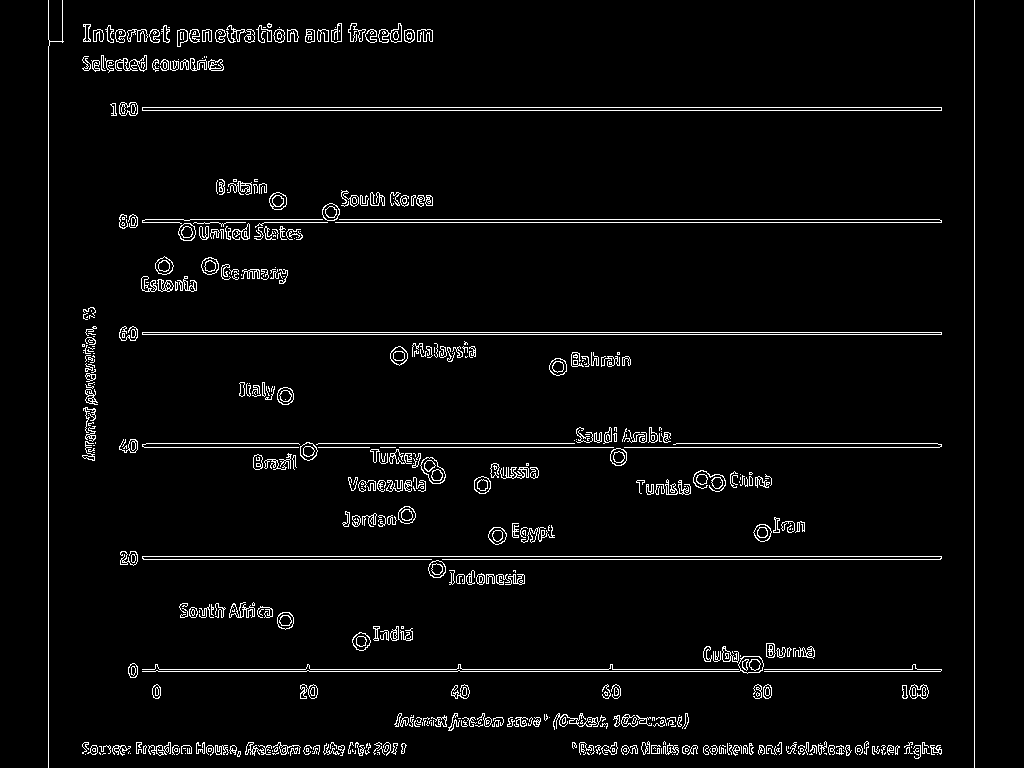 Internet penetration and freedom
Selected countries
100
Britain
South Korea
80
United States
Estonia
Germany
60
Malaysia
Bahrain
Italy
Saudi Arabia
40
Brazil
Turkey
Russia
Venezuela
Tunisia
China
Jordan
Egypt
Iran
20
Indonesia
South Africa
India
Cuba
Burma
0
Internet penetration, %
0 20 40 60 80 100
Internet freedom score* (0=best, 100=worst)
Source: Freedom House, Freedom on the Net 2011
*Based on limits on content and violations of user rights